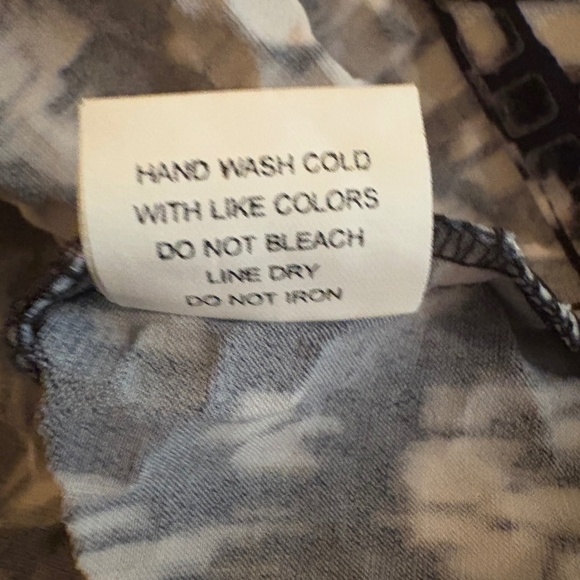 HAND WASH COLD
WITH LIKE COLORS
DO NOT BLEACH
LINE DRY
DO NOT IRON